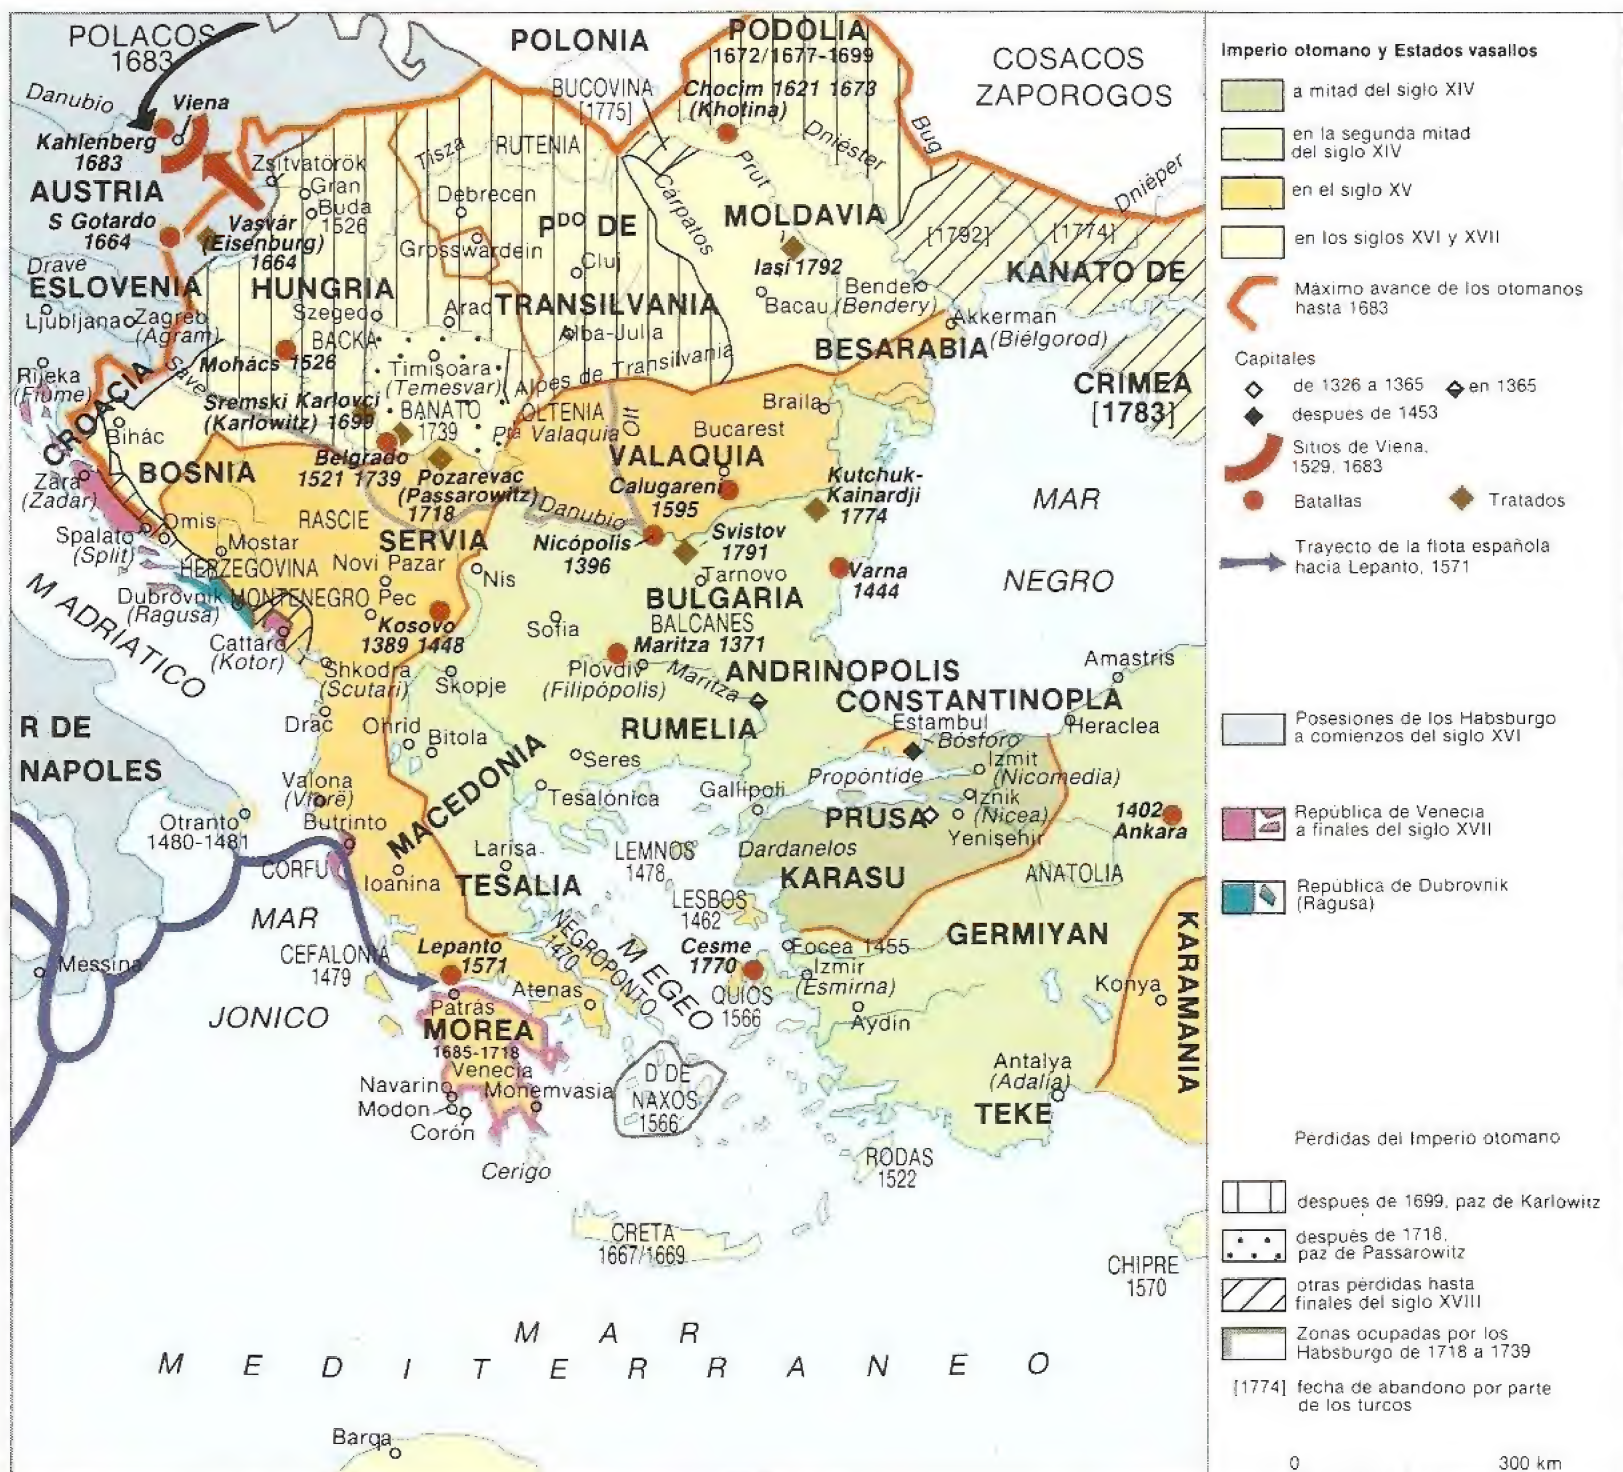 POLACOS
1683
POLONIA
PODOLIA
1672/1677-1699
COSACOS
ZAPOROGOS
BUCOVINA
[1775]
Chocim 1621 1673
(Khotina)
Danubio
Viena
Kahlenberg
1683
Zsitvatörök
Gran
Buda
1526
Tisza
RUTENIA
Debrecen
Prut
Dniéster
Bug
Dniéper
AUSTRIA
S Gotardo
1664
Vasvár
(Eisenburg)
1664
Grosswardein
PDO DE
TRANSILVANIA
Cluj
Cárpatos
MOLDAVIA
Iasi 1792
[1792]
[1774]
KANATO DE
CRIMEA
[1783]
Drave
ESLOVENIA
Ljubljana
Zagreb
(Agram)
HUNGRIA
Szeged
Arad
Alba-Julia
Bacau
Bender
(Bendery)
Akkerman
(Biélgorod)
BESARABIA
Rijeka
(Fiume)
CROACIA
Save
Mohács 1526
BACKA
Timişoara
(Temesvar)
Alpes de Transilvania
Sremski Karlovci
(Karlowitz) 1699
BANATO
1739
OLTENIA
Pña Valaquia
Olt
Braila
Bucarest
VALAQUIA
Calugareni
1595
Bihác
BOSNIA
Belgrado
1521 1739
Pozarevac
(Passarowitz)
1718
Danubio
Kutchuk-
Kainardji
1774
MAR
NEGRO
Zara
(Zadar)
Spalato
(Split)
Omis
RASCIE
SERVIA
Nicópolis
1396
Svistov
1791
Mostar
HERZEGOVINA
Novi Pazar
Nis
Tarnovo
Varna
1444
M ADRIATICO
Dubrovnik
(Ragusa)
MONTENEGRO
Pec
Kosovo
1389 1448
Sofia
BULGARIA
BALCANES
Maritza 1371
Cattaro
(Kotor)
Shkodra
(Scutari)
Skopje
Plovdiv
(Filipópolis)
Maritza
ANDRINOPOLIS
CONSTANTINOPLA
Amastris
Heraclea
R DE
NAPOLES
Drac
Ohrid
Bitola
RUMELIA
Estambul
Bósforo
Izmit
(Nicomedia)
Seres
Tesalónica
Propóntide
Gallípoli
Iznik
(Nicea)
Yenisehir
PRUSA
1402
Ankara
Valona
(Vlorë)
Butrinto
MACEDONIA
Otranto
1480-1481
Larisa
LEMNOS
1478
Dardanelos
KARASU
ANATOLIA
CORFU
Ioanina
TESALIA
MAR
JONICO
LESBOS
1462
GERMIYAN
KARAMANIA
CEFALONIA
1479
Lepanto
1571
NEGROPONTO
1470
M EGEO
Cesme
1770
Focea 1455
Izmir
(Esmirna)
Messina
Patrás
Atenas
QUIOS
1566
Aydin
Konya
MOREA
1685-1718
Venecia
Navarino
Modon
Corón
Monemvasia
D DE
NAXOS
1566
Antalya
(Adalia)
TEKE
Cerigo
RODAS
1522
CRETA
1667/1669
CHIPRE
1570
MAR
MEDITERRANEO
Barqa
Imperio otomano y Estados vasallos
a mitad del siglo XIV
en la segunda mitad
del siglo XIV
en el siglo XV
en los siglos XVI y XVII
Máximo avance de los otomanos
hasta 1683
Capitales
de 1326 a 1365
en 1365
después de 1453
Sitios de Viena,
1529, 1683
Batallas
Tratados
Trayecto de la flota española
hacia Lepanto, 1571
Posesiones de los Habsburgo
a comienzos del siglo XVI
República de Venecia
a finales del siglo XVII
República de Dubrovnik
(Ragusa)
Pérdidas del Imperio otomano
despues de 1699, paz de Karlowitz
después de 1718,
paz de Passarowitz
otras pérdidas hasta
finales del siglo XVIII
Zonas ocupadas por los
Habsburgo de 1718 a 1739
[1774] fecha de abandono por parte
de los turcos
0 300 km